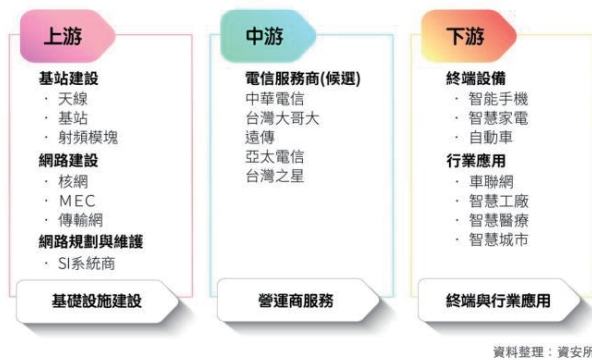 上游
基站建設
· 天線
· 基站
· 射頻模塊
網路建設
· 核網
· MEC
· 傳輸網
網路規劃與維護
· SI系統商
基礎設施建設
中游
電信服務商(候選)
中華電信
台灣大哥大
遠傳
亞太電信
台灣之星
營運商服務
下游
終端設備
· 智能手機
· 智慧家電
· 自動車
行業應用
· 車聯網
· 智慧工廠
· 智慧醫療
· 智慧城市
終端與行業應用
資料整理：資安所